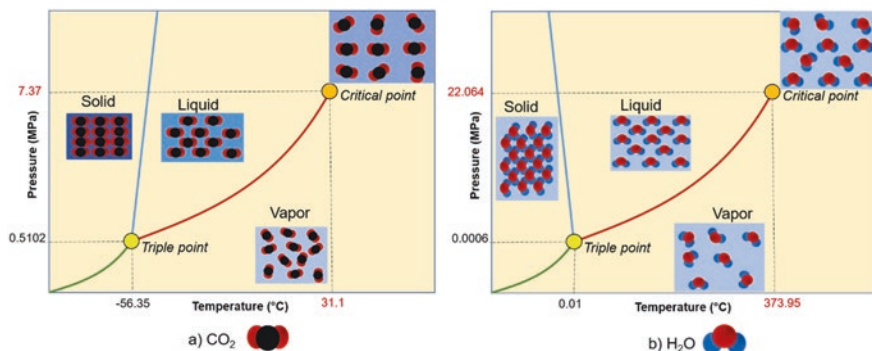 7.37
Solid
Liquid
Critical point
Pressure (MPa)
Vapor
0.5102
Triple point
-56.35
Temperature (°C)
31.1
a) CO₂
22.064
Solid
Liquid
Critical point
Pressure (MPa)
Vapor
0.0006
Triple point
0.01
Temperature (°C)
373.95
b) H₂O